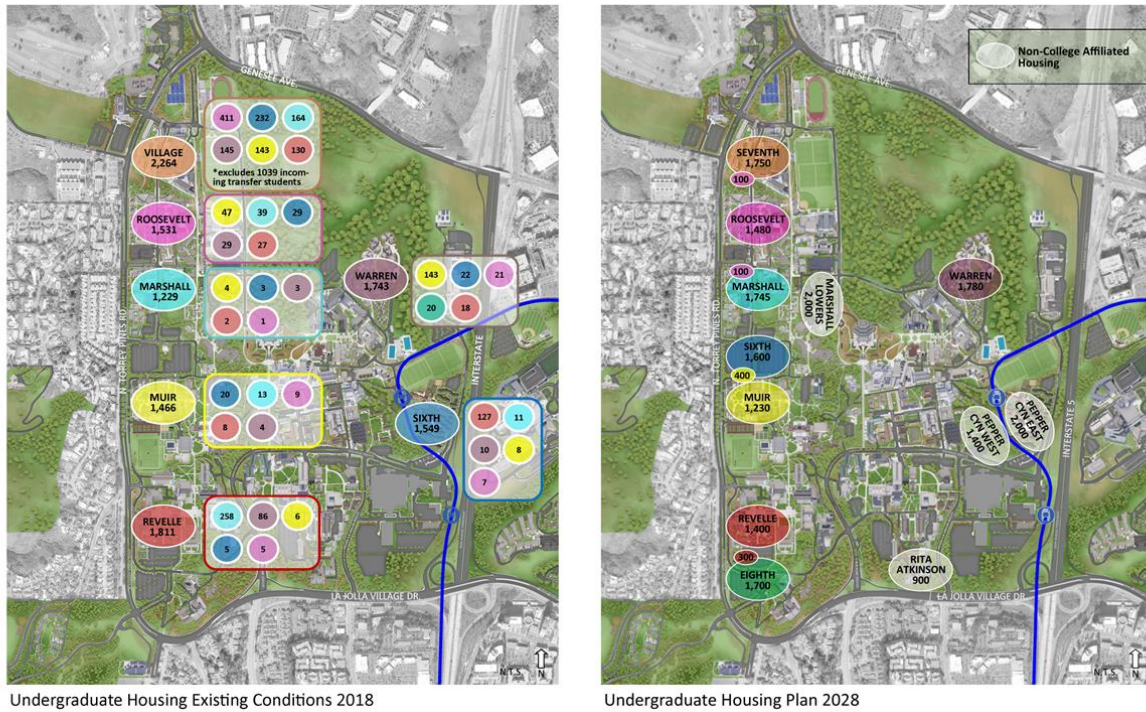 GENESEE AVE.
VILLAGE
2,264
411 232 164
145 143 130
*excludes 1039 incom-
ing transfer students
ROOSEVELT
1,531
47 39 29
29 27
MARSHALL
1,229
4 3 3
2 1
WARREN
1,743
143 22 21
20 18
N. TORREY PINES RD.
INTERSTATE
MUIR
1,466
20 13 9
8 4
SIXTH
1,549
127 11
10 8
7
REVELLE
1,811
258 86 6
5 5
LA JOLLA VILLAGE DR.
N.T.S.
N
Undergraduate Housing Existing Conditions 2018
Non-College Affiliated
Housing
GENESEE AVE.
SEVENTH
1,750
100
ROOSEVELT
1,480
100
MARSHALL
1,745
MARSHALL
LOWERS
2,000
WARREN
1,780
N. TORREY PINES RD.
SIXTH
1,600
400
MUIR
1,230
PEPPER
CYN WEST
1,400
PEPPER
CYN EAST
2,000
INTERSTATE 5
REVELLE
1,400
300
EIGHTH
1,700
RITA
ATKINSON
900
LA JOLLA VILLAGE DR.
N.T.S.
N
Undergraduate Housing Plan 2028